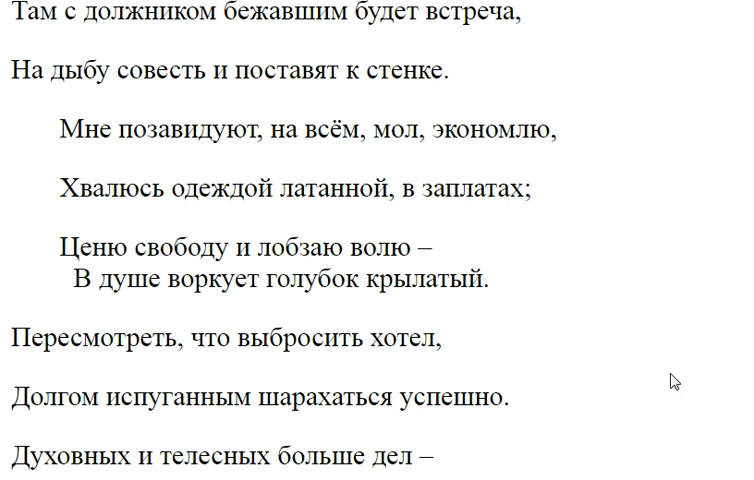 Там с должником бежавшим будет встреча,
На дыбу совесть и поставят к стенке.
Мне позавидуют, на всём, мол, экономлю,
Хвалюсь одеждой латанной, в заплатах;
Ценю свободу и лобзаю волю –
В душе воркует голубок крылатый.
Пересмотреть, что выбросить хотел,
Долгом испуганным шарахаться успешно.
Духовных и телесных больше дел –